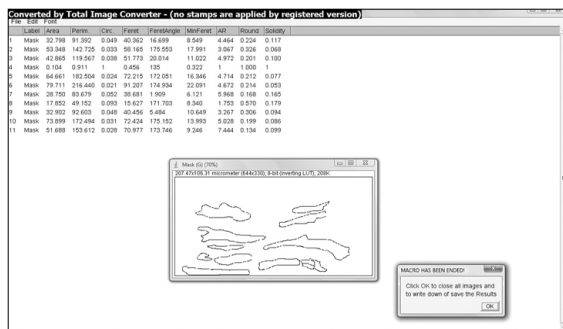 Converted by Total Image Converter - (no stamps are applied by registered version)
File Edit Font
Label Area Perim. Circ. Feret FeretAngle MinFeret AR Round Solidity
1 Mask 32.798 91.392 0.049 40.362 16.699 8.549 4.464 0.224 0.117
2 Mask 53.348 142.725 0.033 58.165 175.553 17.991 3.067 0.326 0.068
3 Mask 42.865 119.567 0.038 51.773 20.814 11.022 4.972 0.201 0.100
4 Mask 0.104 0.911 1 0.456 135 0.322 1 1.000 1
5 Mask 64.661 182.504 0.024 72.215 172.051 16.346 4.714 0.212 0.077
6 Mask 79.711 216.440 0.021 91.287 174.934 22.091 4.672 0.214 0.053
7 Mask 28.750 83.679 0.052 38.681 1.909 6.121 5.968 0.168 0.165
8 Mask 17.852 49.152 0.093 15.627 171.703 8.340 1.753 0.570 0.179
9 Mask 32.902 92.603 0.048 40.456 5.484 10.649 3.267 0.306 0.094
10 Mask 73.899 172.494 0.031 72.424 175.152 13.993 5.028 0.199 0.086
11 Mask 51.688 153.612 0.028 70.977 173.746 9.246 7.444 0.134 0.099
Mask (G) (70%)
207.47x106.31 micrometer (644x330); 8-bit (inverting LUT); 208K
MACRO HAS BEEN ENDED!
Click OK to close all images and
to write down of save the Results
OK